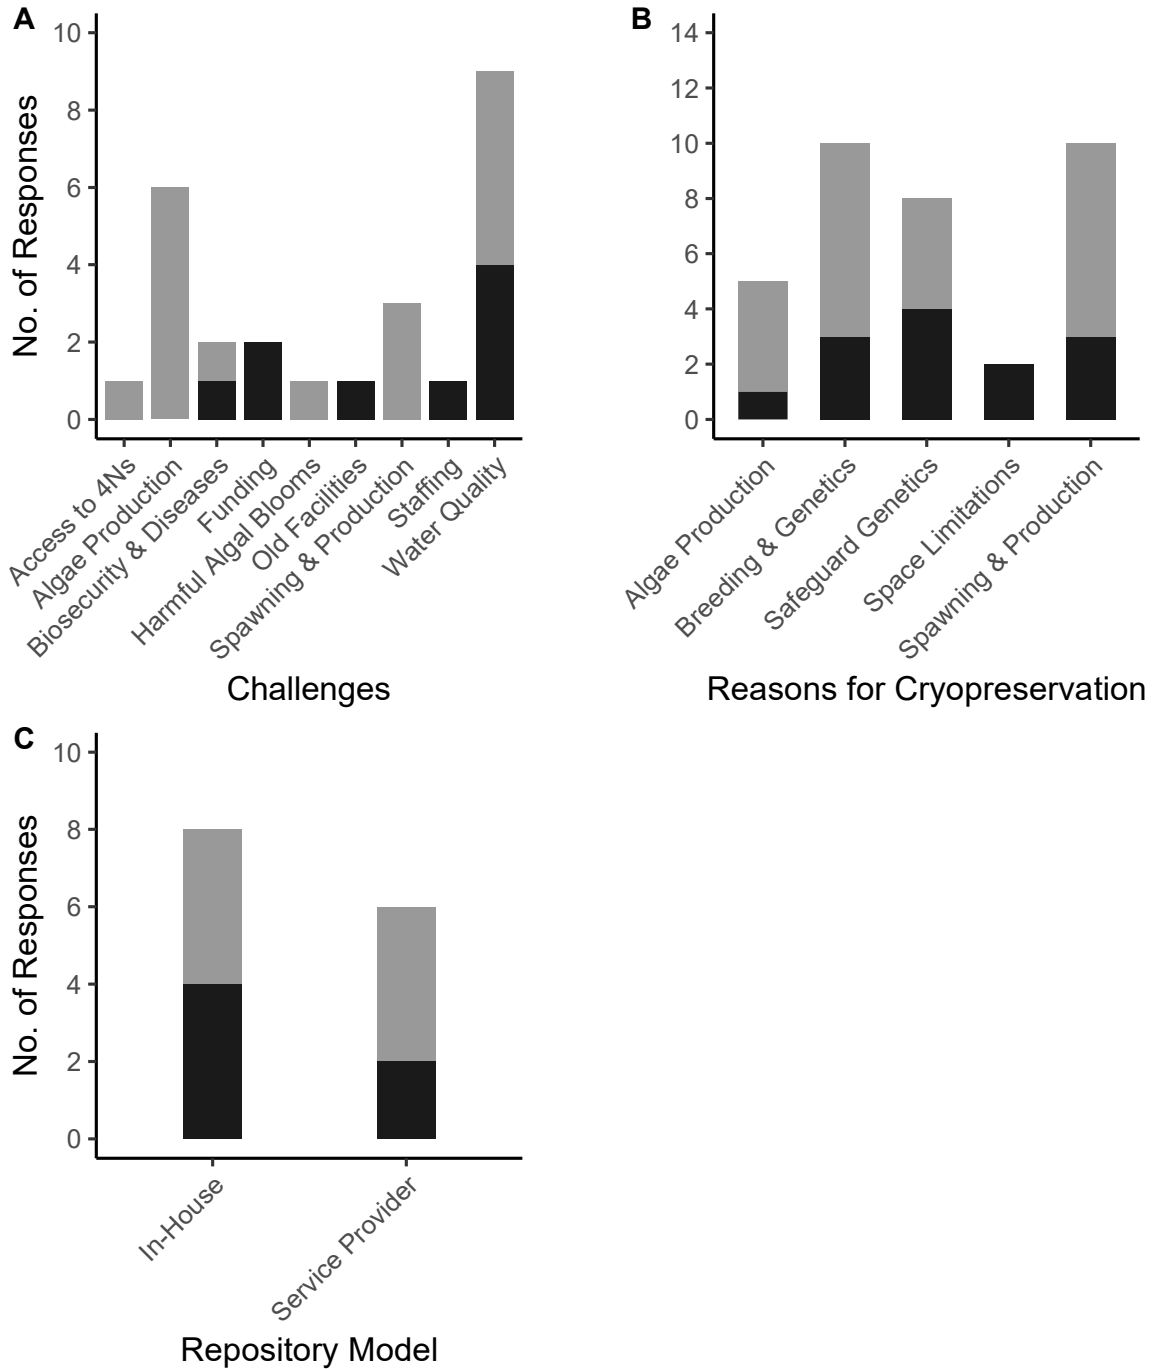 A
No. of Responses
10
8
6
4
2
0
Access to 4Ns
Algae Production
Biosecurity & Diseases
Funding
Harmful Algal Blooms
Old Facilities
Spawning & Production
Staffing
Water Quality
Challenges
B
14
12
10
8
6
4
2
0
Algae Production
Breeding & Genetics
Safeguard Genetics
Space Limitations
Spawning & Production
Reasons for Cryopreservation
C
No. of Responses
10
8
6
4
2
0
In-House
Service Provider
Repository Model